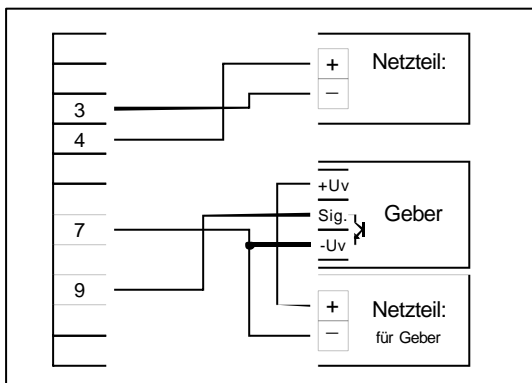 3
4
7
9
+
−
Netzteil:
+Uv
Sig.
-Uv
Geber
+
−
Netzteil:
für Geber